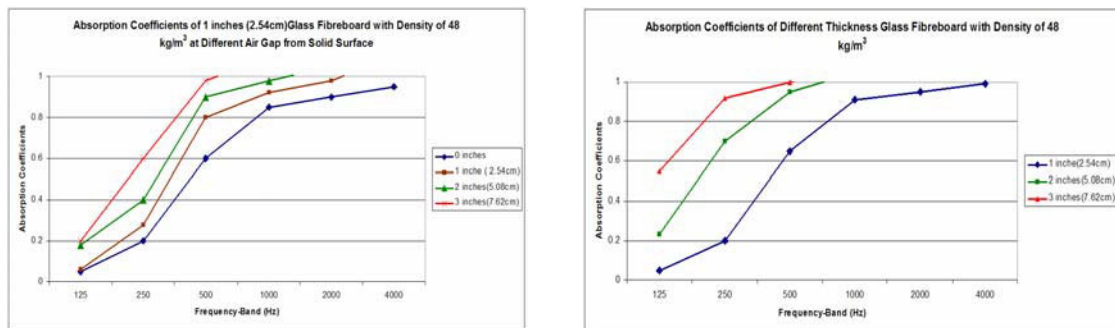 Absorption Coefficients of 1 inches (2.54cm)Glass Fibreboard with Density of 48
kg/m³ at Different Air Gap from Solid Surface
Absorption Coefficients
1
0.8
0.6
0.4
0.2
0
125 250 500 1000 2000 4000
Frequency-Band (Hz)
0 inches
1 inche ( 2.54cm)
2 inches(5.08cm)
3 inches(7.62cm)
Absorption Coefficients of Different Thickness Glass Fibreboard with Density of 48
kg/m³
Absorption Coefficients
1
0.8
0.6
0.4
0.2
0
125 250 500 1000 2000 4000
Frequency-Band (Hz)
1 inche(2.54cm)
2 inches(5.08cm)
3 inches(7.62cm)